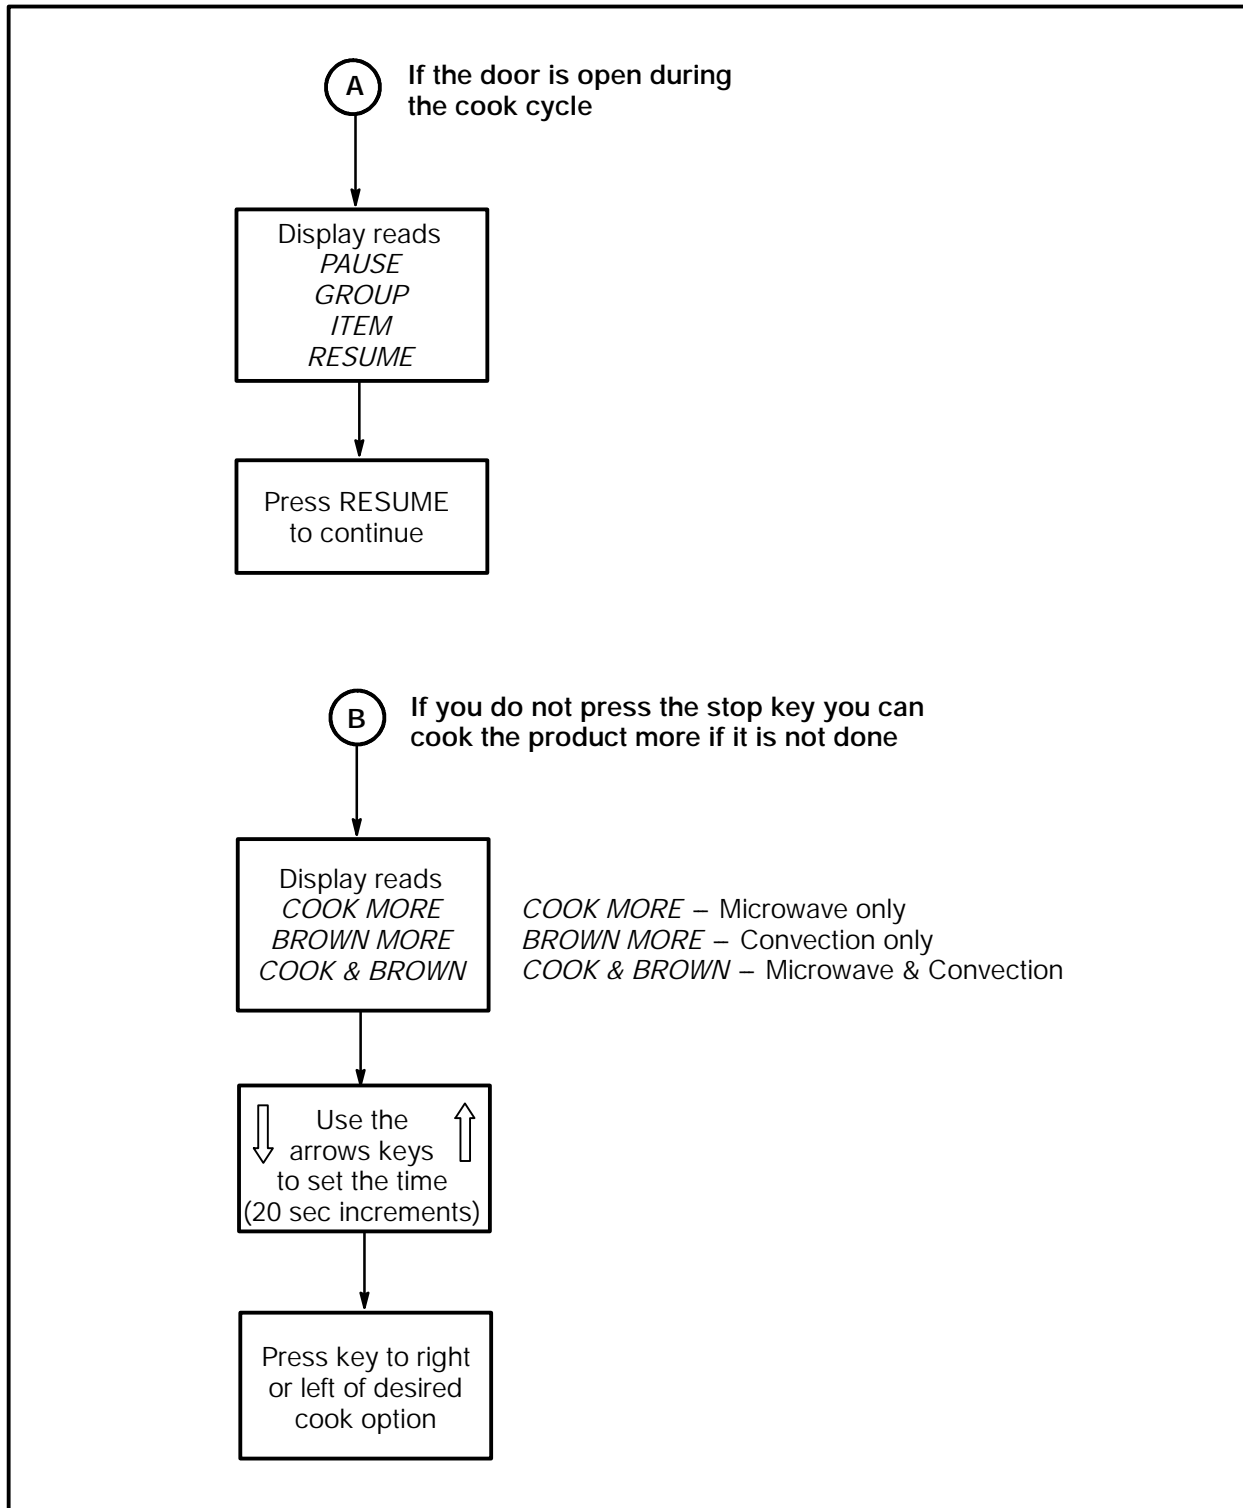 A
If the door is open during
the cook cycle
Display reads
PAUSE
GROUP
ITEM
RESUME
Press RESUME
to continue
B
If you do not press the stop key you can
cook the product more if it is not done
Display reads
COOK MORE
BROWN MORE
COOK & BROWN
COOK MORE – Microwave only
BROWN MORE – Convection only
COOK & BROWN – Microwave & Convection
Use the
arrows keys
to set the time
(20 sec increments)
Press key to right
or left of desired
cook option